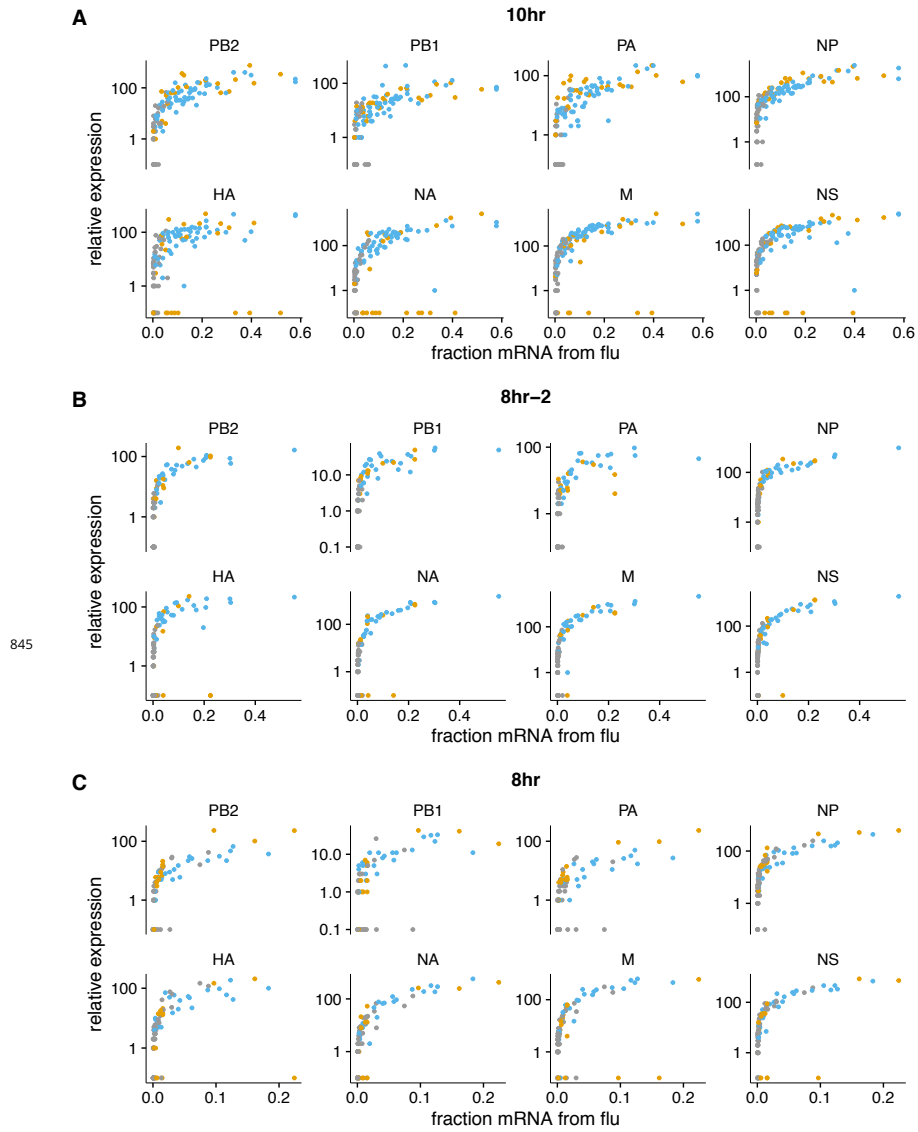 A
10hr
PB2 PB1 PA NP
100 100 100 100
1 1 1 1
HA NA M NS
100 100 100 100
1 1 1 1
relative expression
0.0 0.2 0.4 0.6 0.0 0.2 0.4 0.6 0.0 0.2 0.4 0.6 0.0 0.2 0.4 0.6
fraction mRNA from flu
B
8hr−2
PB2 PB1 PA NP
100 10.0 100 100
1 1.0 1 1
0.1
HA NA M NS
100 100 100 100
1 1 1 1
relative expression
845
0.0 0.2 0.4 0.0 0.2 0.4 0.0 0.2 0.4 0.0 0.2 0.4
fraction mRNA from flu
C
8hr
PB2 PB1 PA NP
100 10.0 100 100
1 1.0 1 1
0.1
HA NA M NS
100 100 100 100
1 1 1 1
relative expression
0.0 0.1 0.2 0.0 0.1 0.2 0.0 0.1 0.2 0.0 0.1 0.2
fraction mRNA from flu